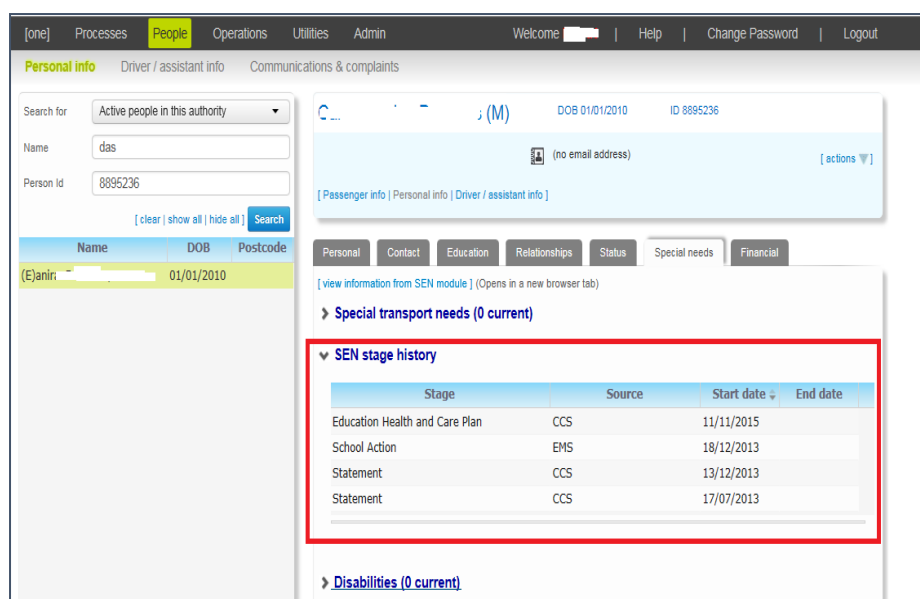 [one] Processes People Operations Utilities Admin Welcome | Help | Change Password | Logout
Personal info Driver / assistant info Communications & complaints
Search for Active people in this authority
Name das
Person Id 8895236
[ clear | show all | hide all ] Search
Name DOB Postcode
01/01/2010
(M) DOB 01/01/2010 ID 8895236
(no email address)
[ actions ]
[ Passenger info | Personal info | Driver / assistant info ]
Personal Contact Education Relationships Status Special needs Financial
[ view information from SEN module ] (Opens in a new browser tab)
Special transport needs (0 current)
SEN stage history
Stage Source Start date End date
Education Health and Care Plan CCS 11/11/2015
School Action EMS 18/12/2013
Statement CCS 13/12/2013
Statement CCS 17/07/2013
Disabilities (0 current)